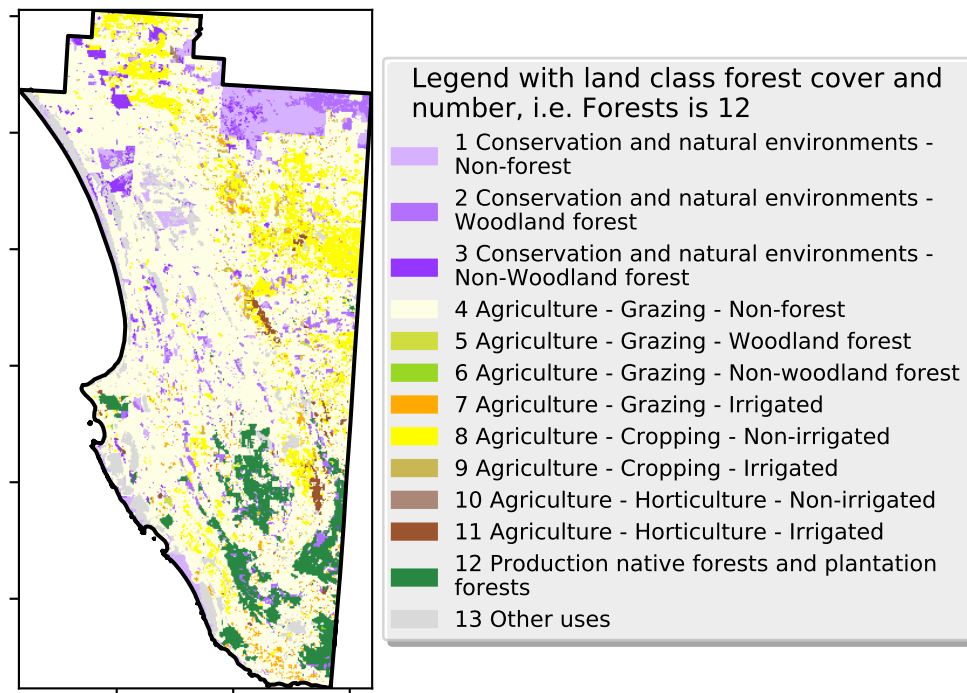 Legend with land class forest cover and
number, i.e. Forests is 12
1 Conservation and natural environments -
Non-forest
2 Conservation and natural environments -
Woodland forest
3 Conservation and natural environments -
Non-Woodland forest
4 Agriculture - Grazing - Non-forest
5 Agriculture - Grazing - Woodland forest
6 Agriculture - Grazing - Non-woodland forest
7 Agriculture - Grazing - Irrigated
8 Agriculture - Cropping - Non-irrigated
9 Agriculture - Cropping - Irrigated
10 Agriculture - Horticulture - Non-irrigated
11 Agriculture - Horticulture - Irrigated
12 Production native forests and plantation
forests
13 Other uses